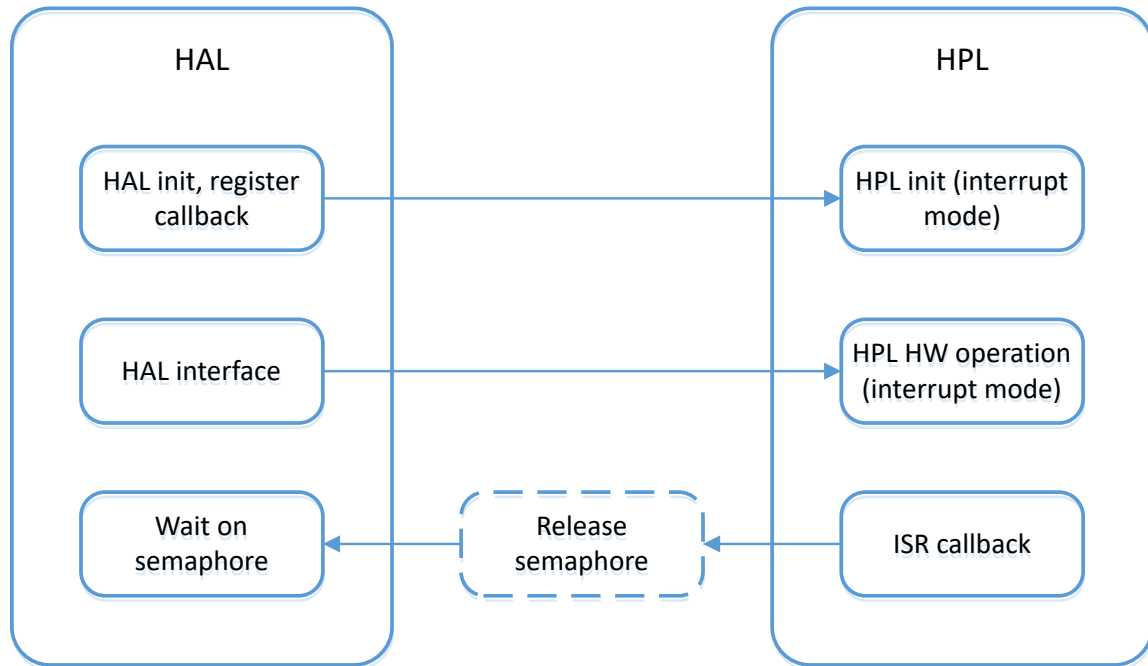 HAL
HPL
HAL init, register
callback
HPL init (interrupt
mode)
HAL interface
HPL HW operation
(interrupt mode)
Wait on
semaphore
Release
semaphore
ISR callback